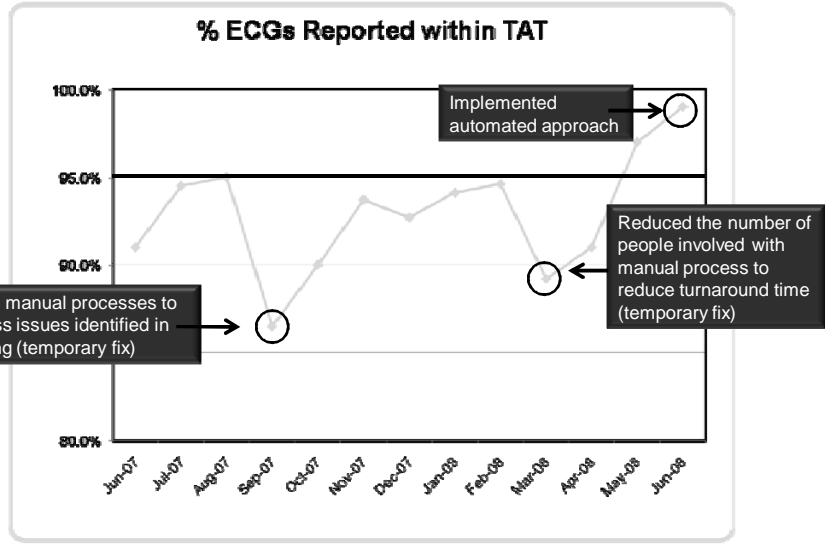 % ECGs Reported within TAT
100.0%
Implemented
automated approach
95.0%
Reduced the number of
people involved with
manual process to
reduce turnaround time
(temporary fix)
90.0%
manual processes to
issues identified in
(temporary fix)
80.0%
Jun-07
Jul-07
Aug-07
Sep-07
Oct-07
Nov-07
Dec-07
Jan-08
Feb-08
Mar-08
Apr-08
May-08
Jun-08